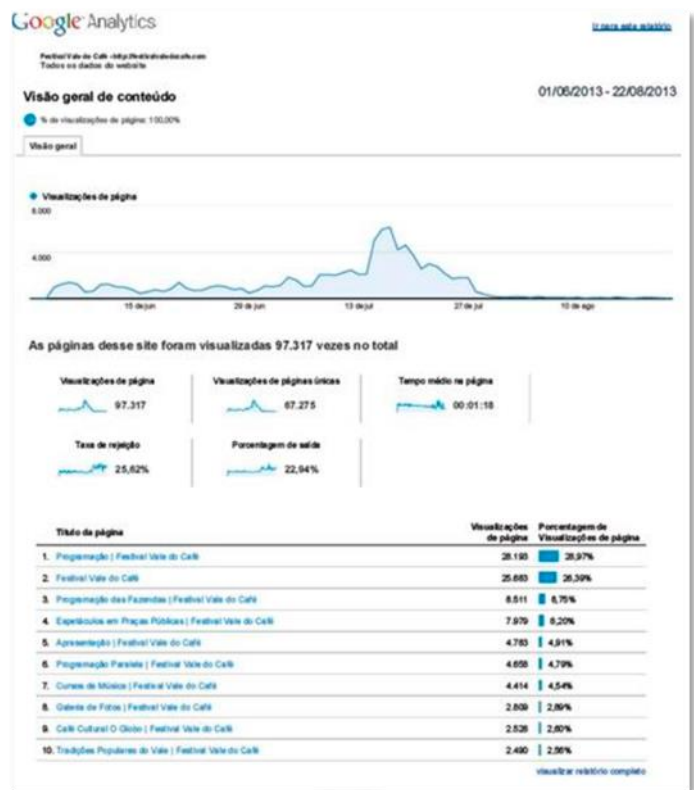 Google Analytics
Ir para este relatório
Festival Vale do Café - http://festivalvaledocafe.com
Todos os dados do website
Visão geral de conteúdo
01/06/2013 - 22/08/2013
% de visualizações de página: 100,00%
Visão geral
Visualizações de página
8.000
4.000
15 de jun
29 de jun
13 de jul
27 de jul
10 de ago
As páginas desse site foram visualizadas 97.317 vezes no total
Visualizações de página
97.317
Visualizações de páginas únicas
67.275
Tempo médio na página
00:01:18
Taxa de rejeição
25,62%
Porcentagem de saída
22,94%
Título da página Visualizações de página Porcentagem de Visualizações de página
1. Programação | Festival Vale do Café 28.193 28,97%
2. Festival Vale do Café 25.683 26,39%
3. Programação das Fazendas | Festival Vale do Café 8.511 8,75%
4. Espetáculos em Praças Públicas | Festival Vale do Café 7.979 8,20%
5. Apresentação | Festival Vale do Café 4.783 4,91%
6. Programação Paralela | Festival Vale do Café 4.658 4,79%
7. Cursos de Música | Festival Vale do Café 4.414 4,54%
8. Galeria de Fotos | Festival Vale do Café 2.809 2,89%
9. Café Cultural O Globo | Festival Vale do Café 2.528 2,60%
10. Tradições Populares do Vale | Festival Vale do Café 2.490 2,56%
visualizar relatório completo